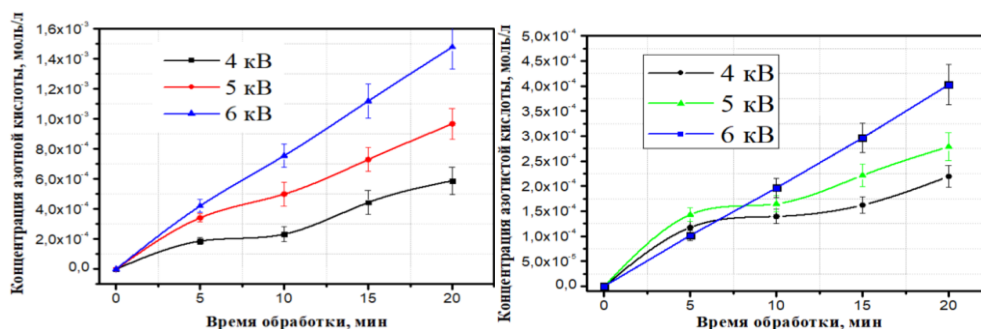 Концентрация азотной кислоты, моль/л
1,6x10⁻³
1,4x10⁻³
1,2x10⁻³
1,0x10⁻³
8,0x10⁻⁴
6,0x10⁻⁴
4,0x10⁻⁴
2,0x10⁻⁴
0,0
4 кВ
5 кВ
6 кВ
0 5 10 15 20
Время обработки, мин
Концентрация азотистой кислоты, моль/л
5,0x10⁻⁴
4,5x10⁻⁴
4,0x10⁻⁴
3,5x10⁻⁴
3,0x10⁻⁴
2,5x10⁻⁴
2,0x10⁻⁴
1,5x10⁻⁴
1,0x10⁻⁴
5,0x10⁻⁵
0,0
4 кВ
5 кВ
6 кВ
0 5 10 15 20
Время обработки, мин